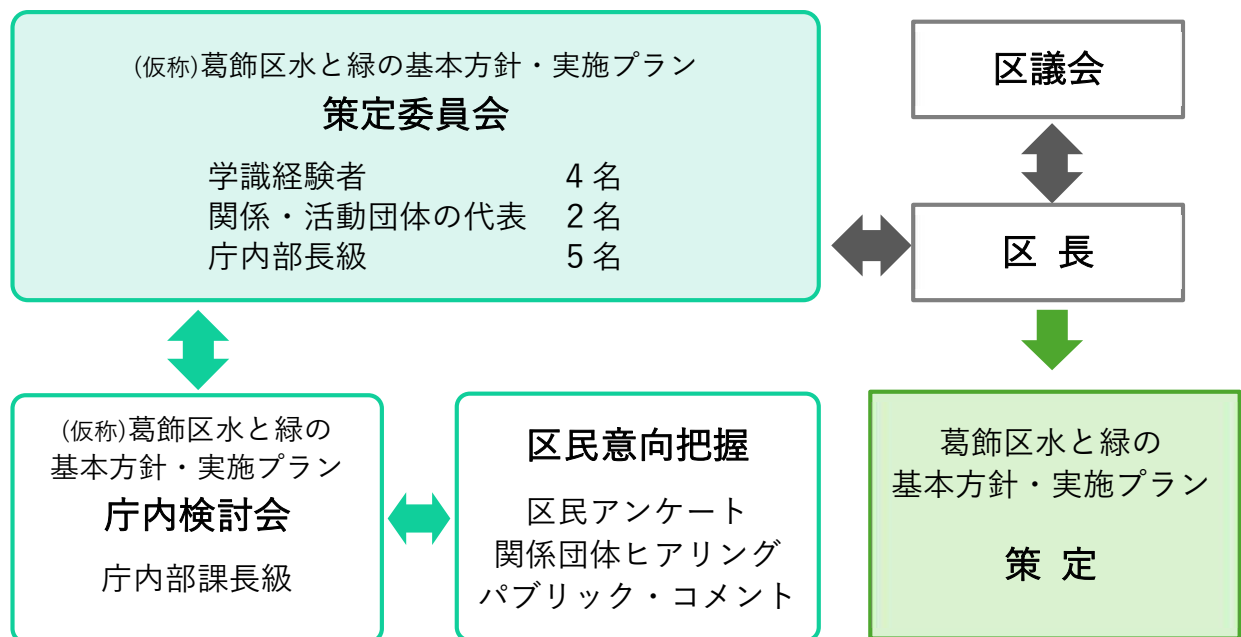 (仮称)葛飾区水と緑の基本方針・実施プラン
策定委員会
学識経験者 4名
関係・活動団体の代表 2名
庁内部長級 5名
区議会
区 長
(仮称)葛飾区水と緑の
基本方針・実施プラン
庁内検討会
庁内部課長級
区民意向把握
区民アンケート
関係団体ヒアリング
パブリック・コメント
葛飾区水と緑の
基本方針・実施プラン
策 定